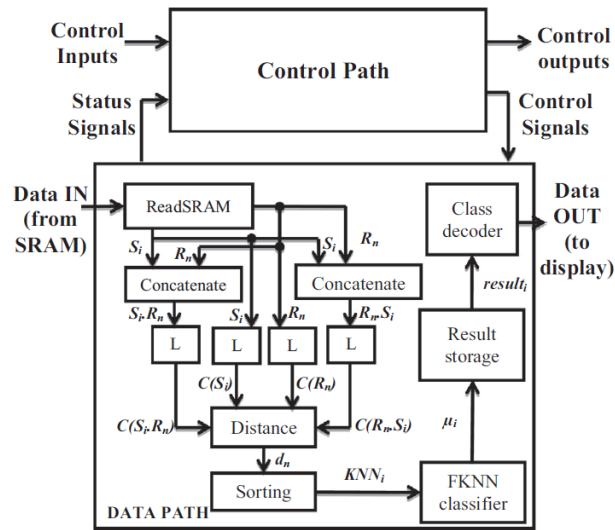 Control
Inputs
Control Path
Control
outputs
Status
Signals
Control
Signals
Data IN
(from
SRAM)
ReadSRAM
Class
decoder
Data
OUT
(to
display)
Si
Rn
Si
Rn
Concatenate
Concatenate
resulti
Si.Rn
Si
Rn
Rn.Si
L
L
L
L
Result
storage
C(Si)
C(Rn)
C(Si.Rn)
Distance
C(Rn.Si)
μi
dn
Sorting
KNNi
FKNN
classifier
DATA PATH